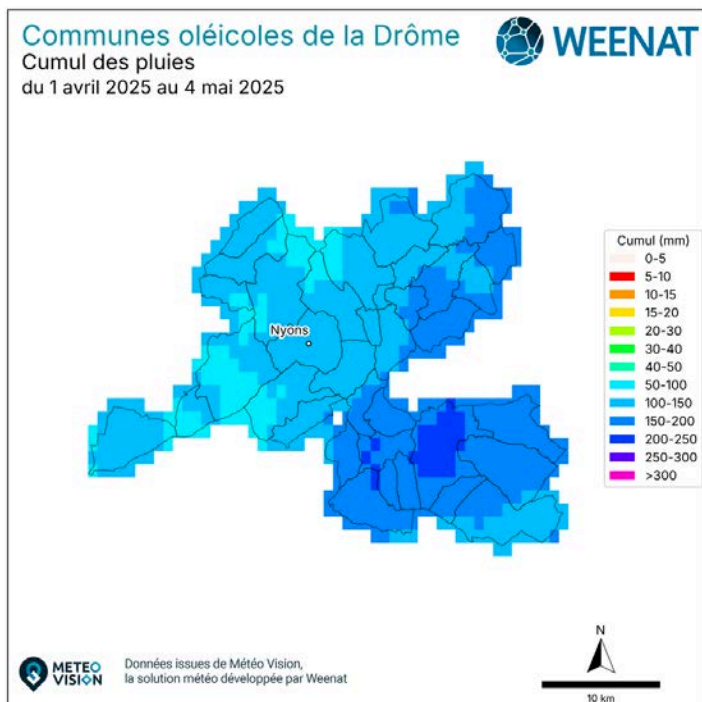 Communes oléicoles de la Drôme
Cumul des pluies
du 1 avril 2025 au 4 mai 2025
WEENAT
Cumul (mm)
0-5
5-10
10-15
15-20
20-30
30-40
40-50
50-100
100-150
150-200
200-250
250-300
>300
Nyons
METEO
VISION
Données issues de Météo Vision,
la solution météo développée par Weenat
N
10 km